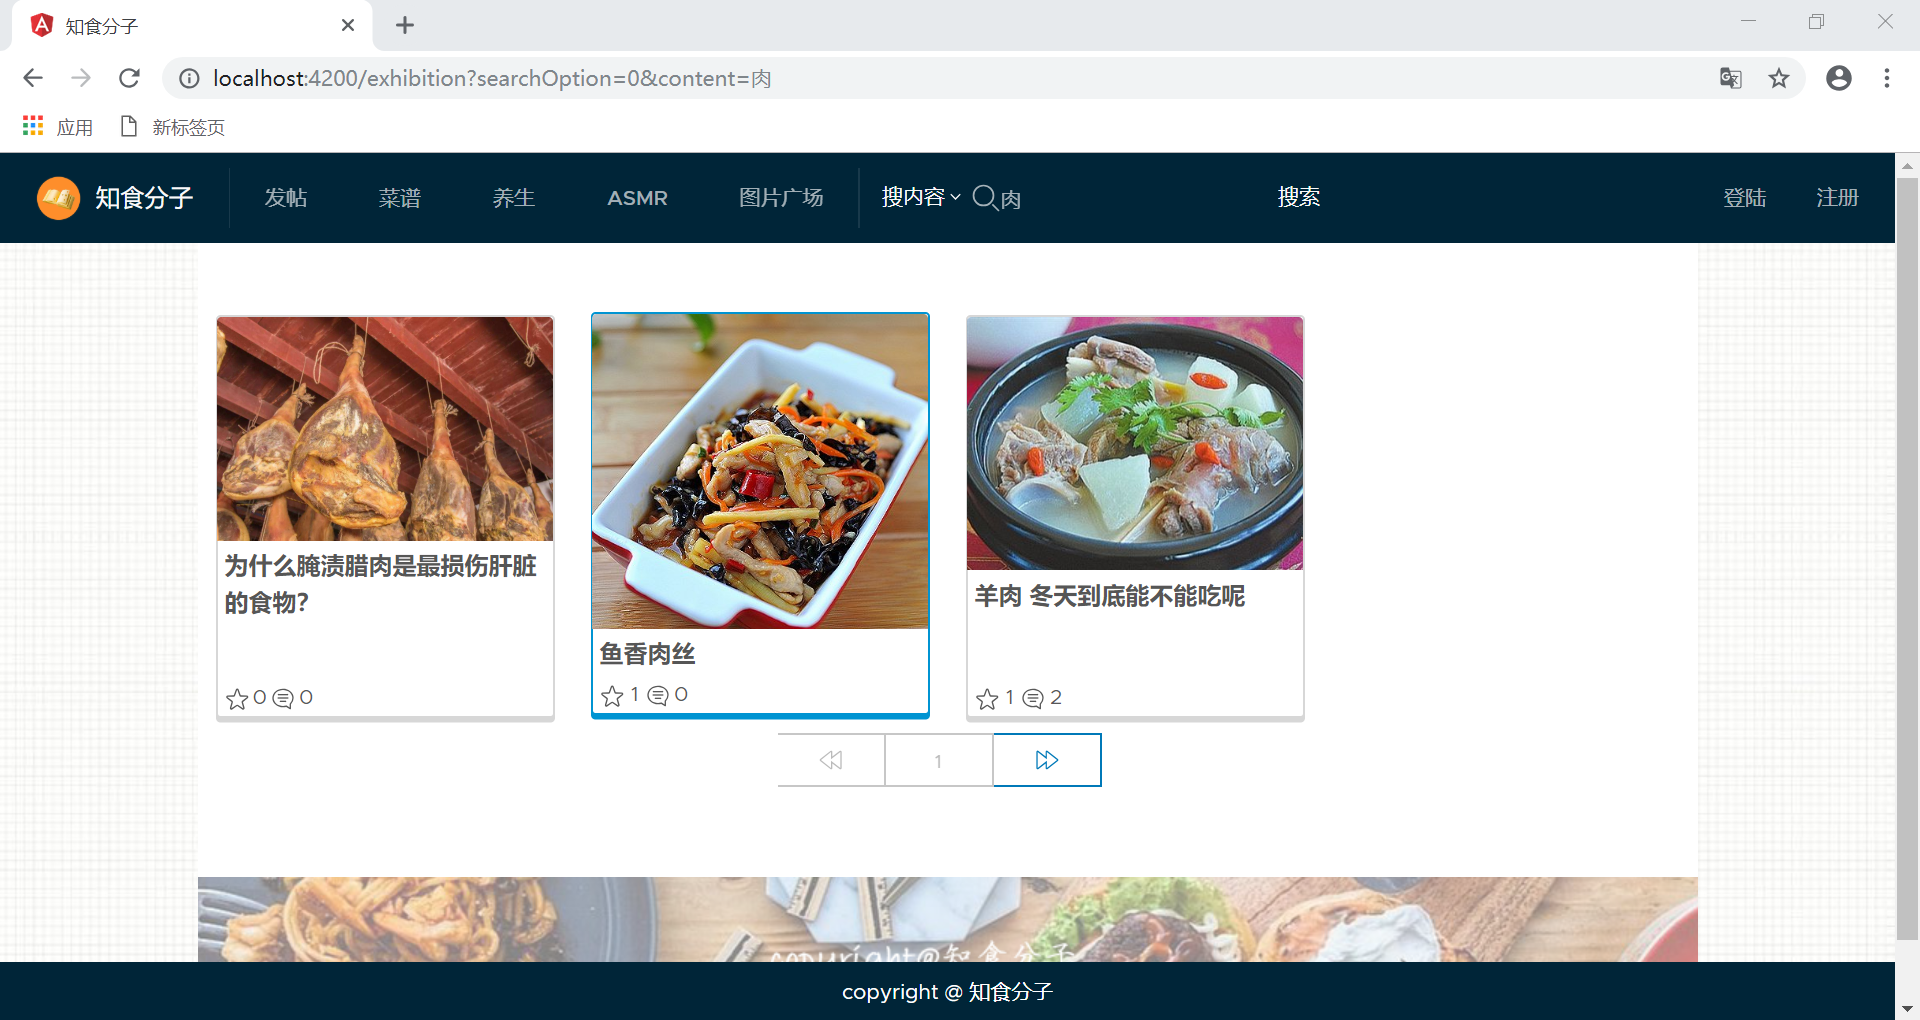 知食分子
localhost:4200/exhibition?searchOption=0&content=肉
应用 新标签页
知食分子 发帖 菜谱 养生 ASMR 图片广场 搜内容 肉 搜索 登陆 注册
为什么腌渍腊肉是最损伤肝脏
的食物?
0 0
鱼香肉丝
1 0
羊肉 冬天到底能不能吃呢
1 2
1
copyright@知食分子
copyright @ 知食分子